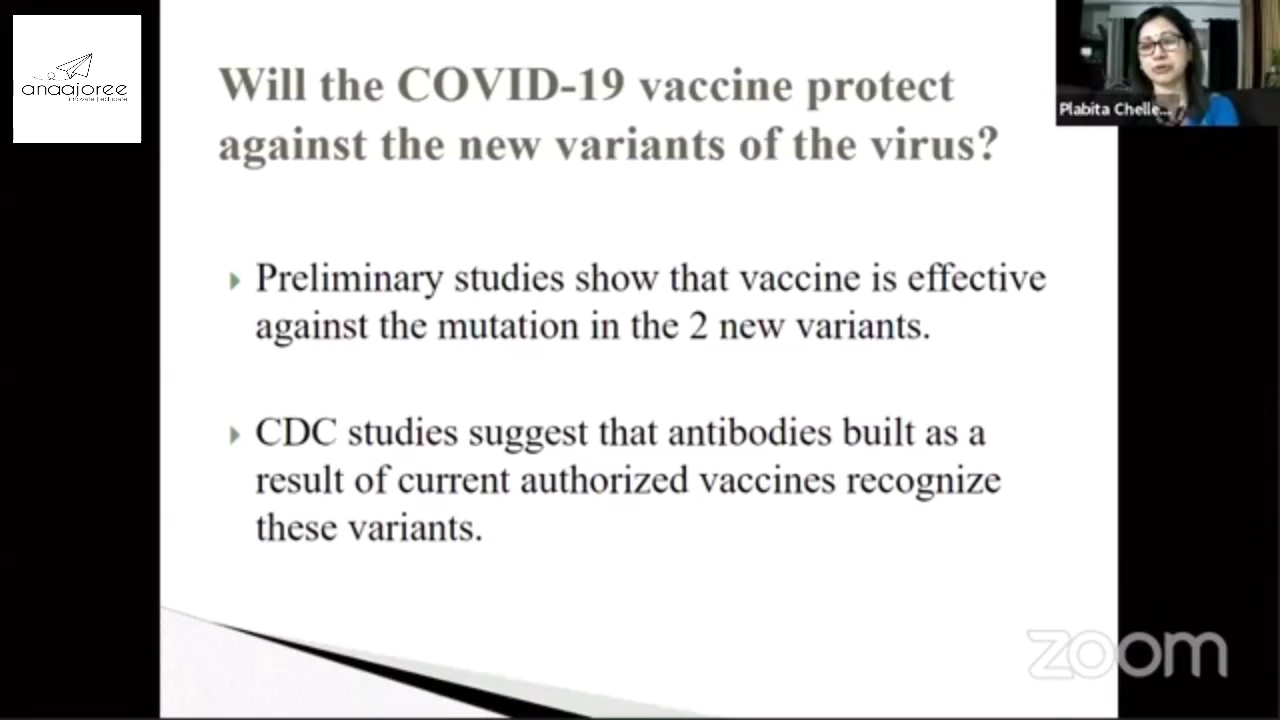 anaajoree
Will the COVID-19 vaccine protect
against the new variants of the virus?
Plabita Chelle...
Preliminary studies show that vaccine is effective
against the mutation in the 2 new variants.
CDC studies suggest that antibodies built as a
result of current authorized vaccines recognize
these variants.
zoom